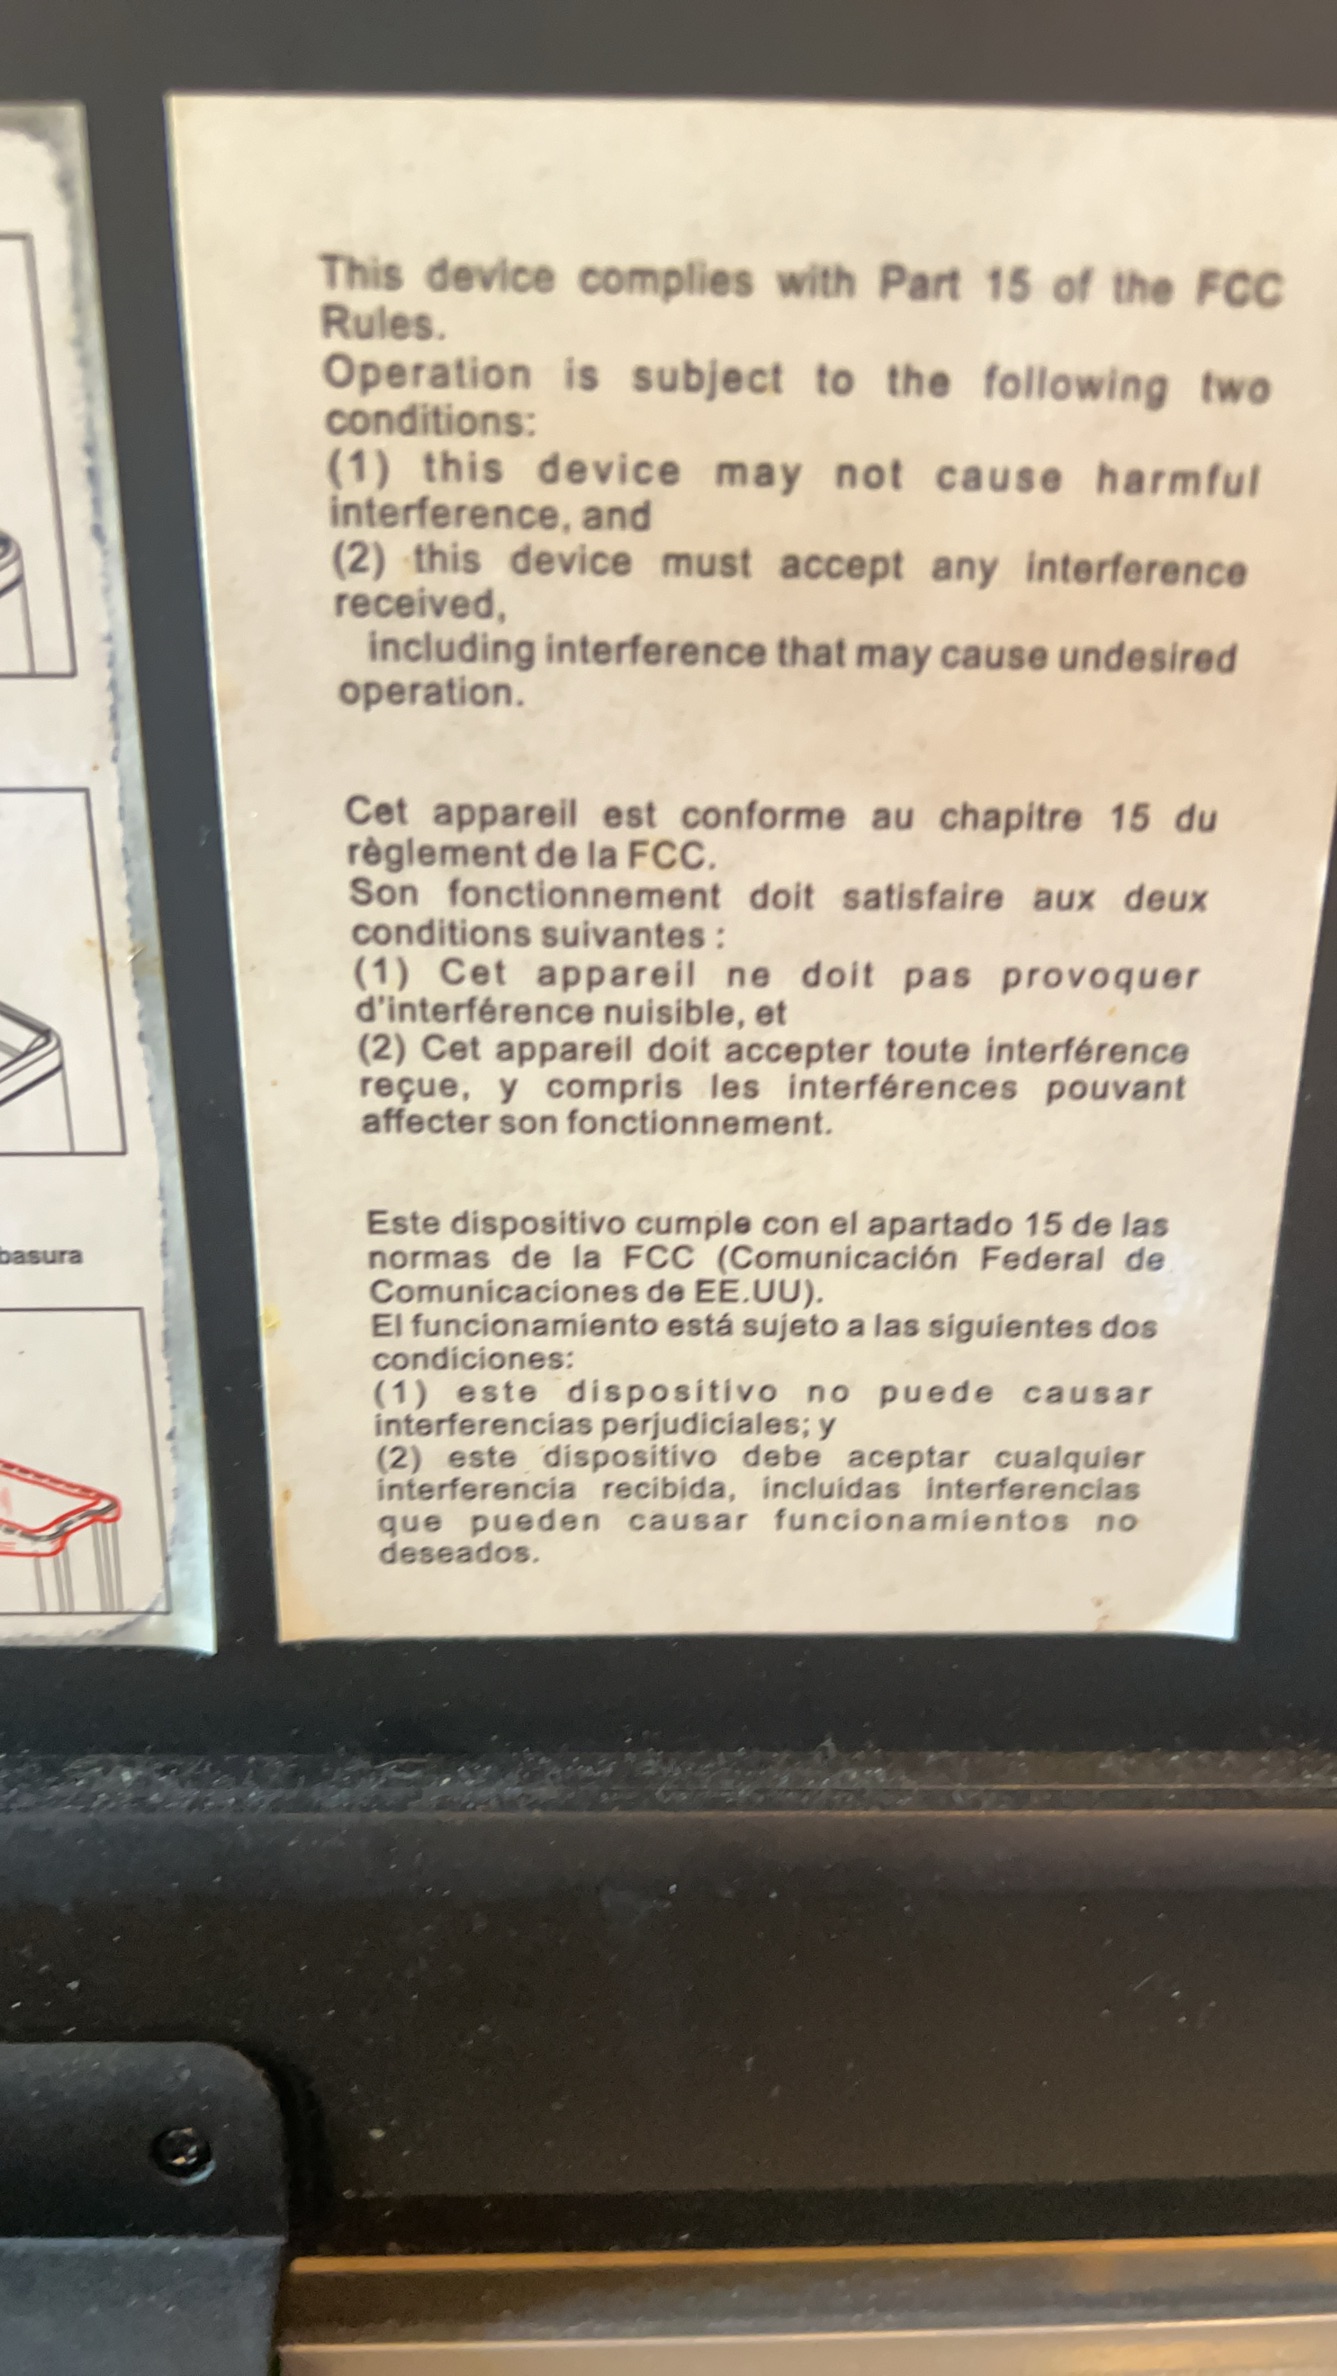 This device complies with Part 15 of the FCC
Rules.
Operation is subject to the following two
conditions:
(1) this device may not cause harmful
interference, and
(2) this device must accept any interference
received,
including interference that may cause undesired
operation.
Cet appareil est conforme au chapitre 15 du
règlement de la FCC.
Son fonctionnement doit satisfaire aux deux
conditions suivantes :
(1) Cet appareil ne doit pas provoquer
d'interférence nuisible, et
(2) Cet appareil doit accepter toute interférence
reçue, y compris les interférences pouvant
affecter son fonctionnement.
Este dispositivo cumple con el apartado 15 de las
normas de la FCC (Comunicación Federal de
Comunicaciones de EE.UU).
El funcionamiento está sujeto a las siguientes dos
condiciones:
(1) este dispositivo no puede causar
interferencias perjudiciales; y
(2) este dispositivo debe aceptar cualquier
interferencia recibida, incluidas interferencias
que pueden causar funcionamientos no
deseados.
basura